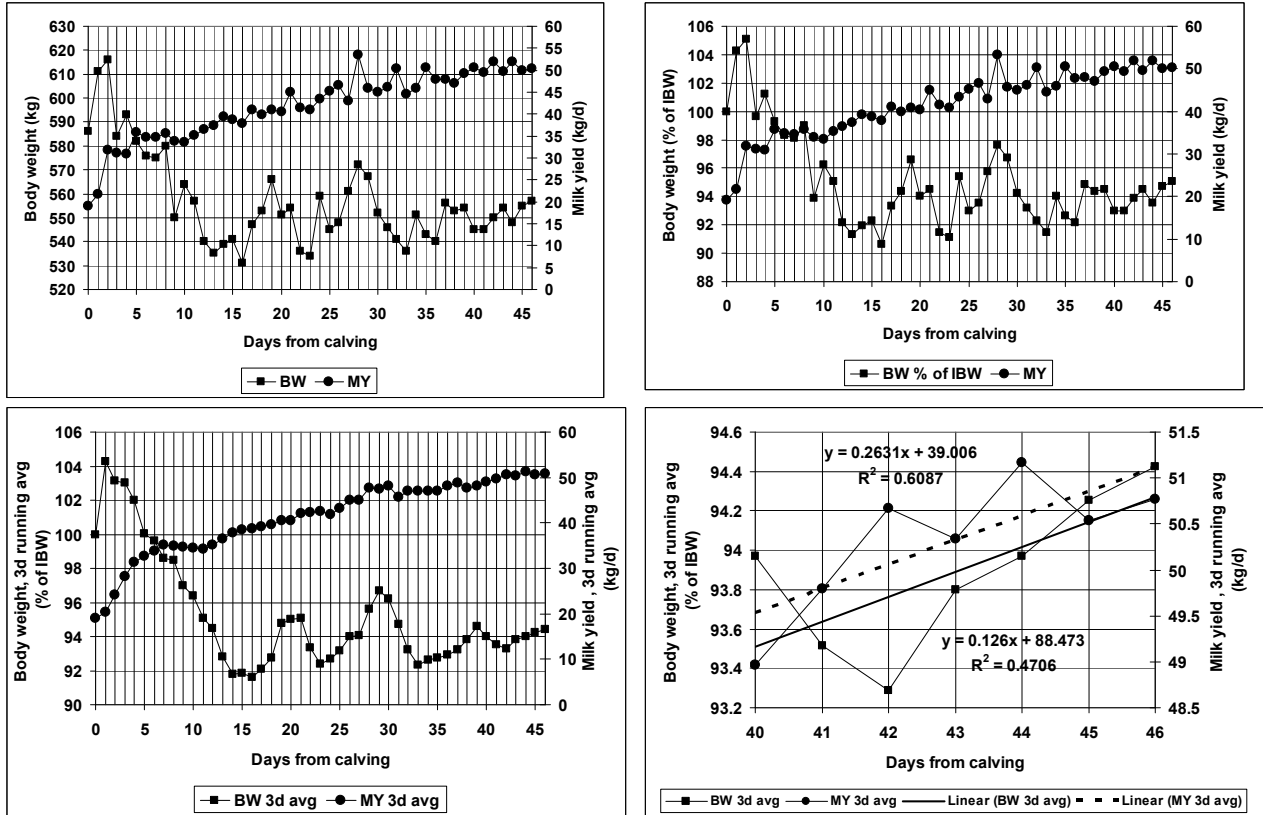 630
620
610
600
590
580
570
560
550
540
530
520
Body weight (kg)
60
55
50
45
40
35
30
25
20
15
10
5
0
Milk yield (kg/d)
0 5 10 15 20 25 30 35 40 45
Days from calving
BW MY
106
104
102
100
98
96
94
92
90
88
Body weight (% of IBW)
60
50
40
30
20
10
0
Milk yield (kg/d)
0 5 10 15 20 25 30 35 40 45
Days from calving
BW % of IBW MY
106
104
102
100
98
96
94
92
90
Body weight, 3d running avg
(% of IBW)
60
50
40
30
20
10
0
Milk yield , 3d running avg
(kg/d)
0 5 10 15 20 25 30 35 40 45
Days from calving
BW 3d avg MY 3d avg
94.6
94.4
94.2
94
93.8
93.6
93.4
93.2
Body weight, 3d running avg
(% of IBW)
y = 0.2631x + 39.006
R² = 0.6087
y = 0.126x + 88.473
R² = 0.4706
51.5
51
50.5
50
49.5
49
48.5
Milk yield, 3d running avg
(kg/d)
40 41 42 43 44 45 46
Days from calving
BW 3d avg MY 3d avg Linear (BW 3d avg) Linear (MY 3d avg)